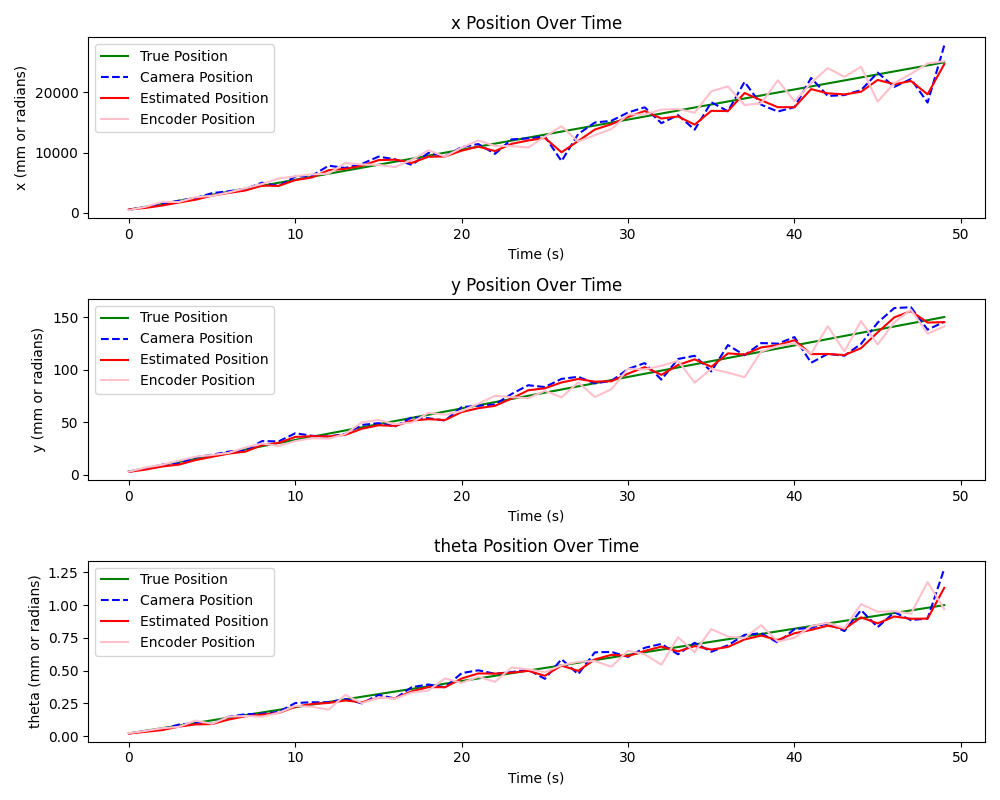 x Position Over Time
True Position
Camera Position
Estimated Position
Encoder Position
x (mm or radians)
20000
10000
0
0 10 20 30 40 50
Time (s)
y Position Over Time
True Position
Camera Position
Estimated Position
Encoder Position
y (mm or radians)
150
100
50
0
0 10 20 30 40 50
Time (s)
theta Position Over Time
True Position
Camera Position
Estimated Position
Encoder Position
theta (mm or radians)
1.25
1.00
0.75
0.50
0.25
0.00
0 10 20 30 40 50
Time (s)